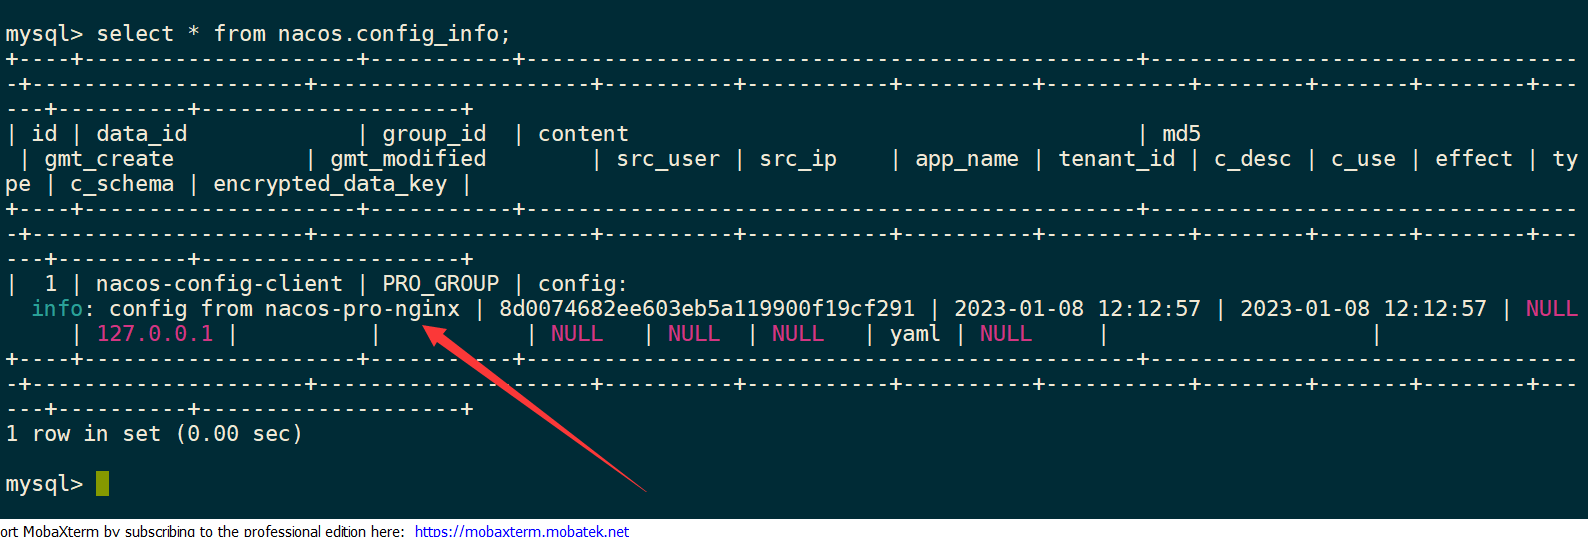 mysql> select * from nacos.config_info;
+----+---------------------+-----------+-----------------------------------------------+---------------------------------
-+---------------------+---------------------+----------+-----------+----------+-----------+--------+-------+--------+---
---+----------+--------------------+
| id | data_id             | group_id  | content                                       | md5
 | gmt_create          | gmt_modified        | src_user | src_ip    | app_name | tenant_id | c_desc | c_use | effect | ty
pe | c_schema | encrypted_data_key |
+----+---------------------+-----------+-----------------------------------------------+---------------------------------
-+---------------------+---------------------+----------+-----------+----------+-----------+--------+-------+--------+---
---+----------+--------------------+
|  1 | nacos-config-client | PRO_GROUP | config:
  info: config from nacos-pro-nginx | 8d0074682ee603eb5a119900f19cf291 | 2023-01-08 12:12:57 | 2023-01-08 12:12:57 | NULL
     | 127.0.0.1 |          |           | NULL   | NULL  | NULL   | yaml | NULL     |                    |
+----+---------------------+-----------+-----------------------------------------------+---------------------------------
-+---------------------+---------------------+----------+-----------+----------+-----------+--------+-------+--------+---
---+----------+--------------------+
1 row in set (0.00 sec)
mysql>
ort MobaXterm by subscribing to the professional edition here: https://mobaxterm.mobatek.net